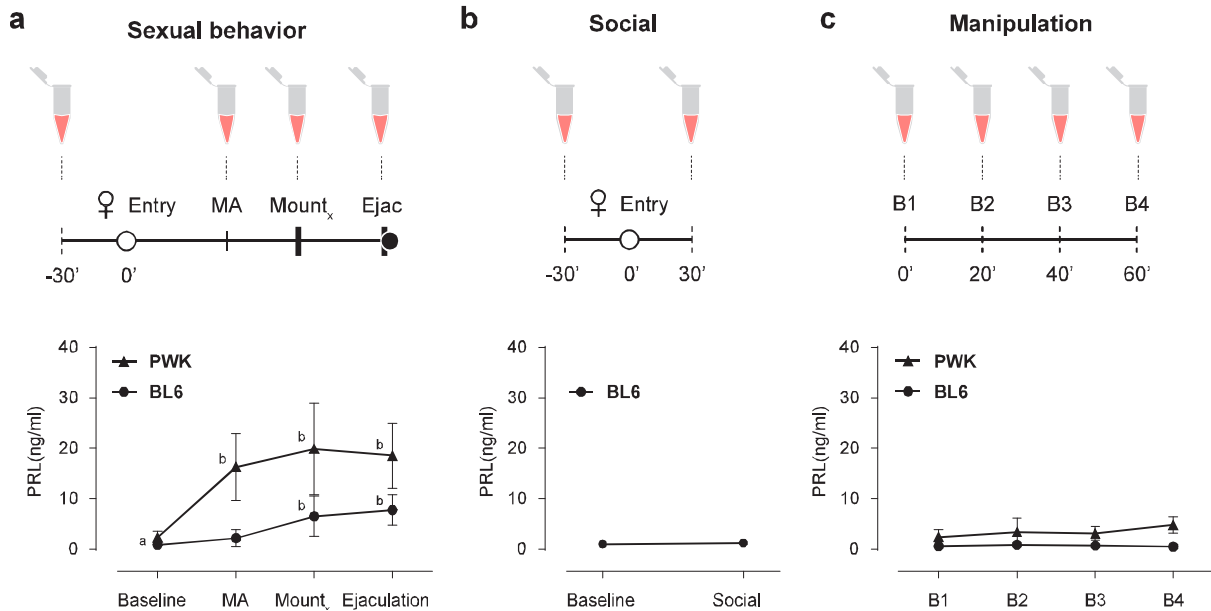 a
Sexual behavior
♀ Entry
MA
Mountx
Ejac
-30'
0'
PRL(ng/ml)
40
30
20
10
0
PWK
BL6
a
b
b
b
b
b
Baseline
MA
Mountx
Ejaculation
b
Social
♀ Entry
-30'
0'
30'
PRL(ng/ml)
40
30
20
10
0
BL6
Baseline
Social
c
Manipulation
B1
B2
B3
B4
0'
20'
40'
60'
PRL(ng/ml)
40
30
20
10
0
PWK
BL6
B1
B2
B3
B4